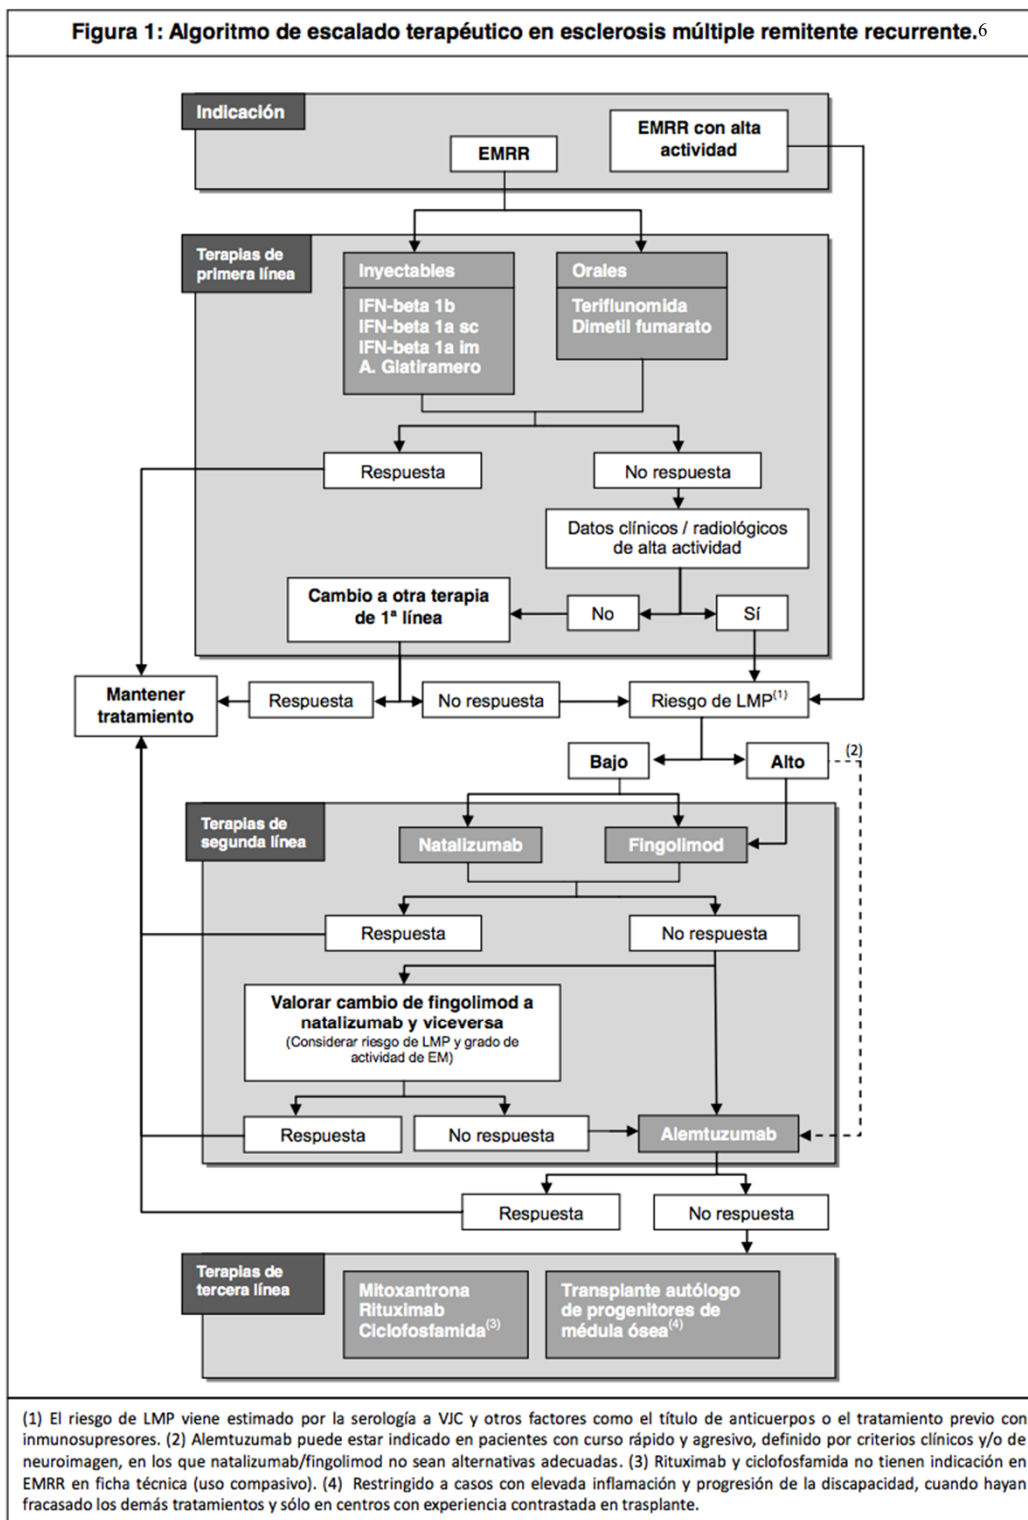 Figura 1: Algoritmo de escalado terapéutico en esclerosis múltiple remitente recurrente.6
Indicación
EMRR
EMRR con alta
actividad
Terapias de
primera línea
Inyectables
IFN-beta 1b
IFN-beta 1a sc
IFN-beta 1a im
A. Glatiramero
Orales
Teriflunomida
Dimetil fumarato
Respuesta
No respuesta
Datos clínicos / radiológicos
de alta actividad
Cambio a otra terapia
de 1ª línea
No
Sí
Mantener
tratamiento
Respuesta
No respuesta
Riesgo de LMP(1)
Bajo
Alto
(2)
Terapias de
segunda línea
Natalizumab
Fingolimod
Respuesta
No respuesta
Valorar cambio de fingolimod a
natalizumab y viceversa
(Considerar riesgo de LMP y grado de
actividad de EM)
Respuesta
No respuesta
Alemtuzumab
Respuesta
No respuesta
Terapias de
tercera línea
Mitoxantrona
Rituximab
Ciclofosfamida(3)
Transplante autólogo
de progenitores de
médula ósea(4)
(1) El riesgo de LMP viene estimado por la serología a VJC y otros factores como el título de anticuerpos o el tratamiento previo con
inmunosupresores. (2) Alemtuzumab puede estar indicado en pacientes con curso rápido y agresivo, definido por criterios clínicos y/o de
neuroimagen, en los que natalizumab/fingolimod no sean alternativas adecuadas. (3) Rituximab y ciclofosfamida no tienen indicación en
EMRR en ficha técnica (uso compasivo). (4) Restringido a casos con elevada inflamación y progresión de la discapacidad, cuando hayan
fracasado los demás tratamientos y sólo en centros con experiencia contrastada en trasplante.